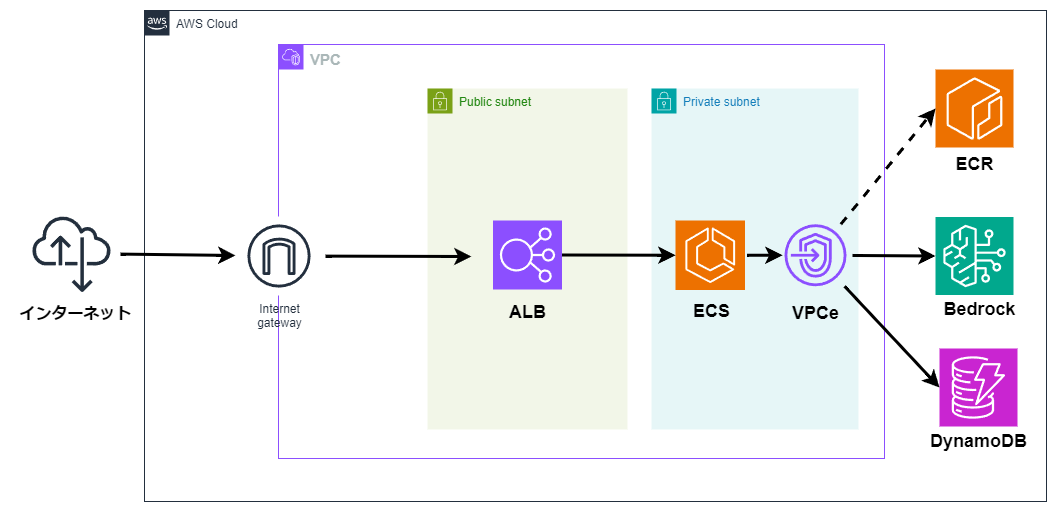 aws
AWS Cloud
VPC
Public subnet
Private subnet
ECR
インターネット
Internet
gateway
ALB
ECS
VPCe
Bedrock
DynamoDB